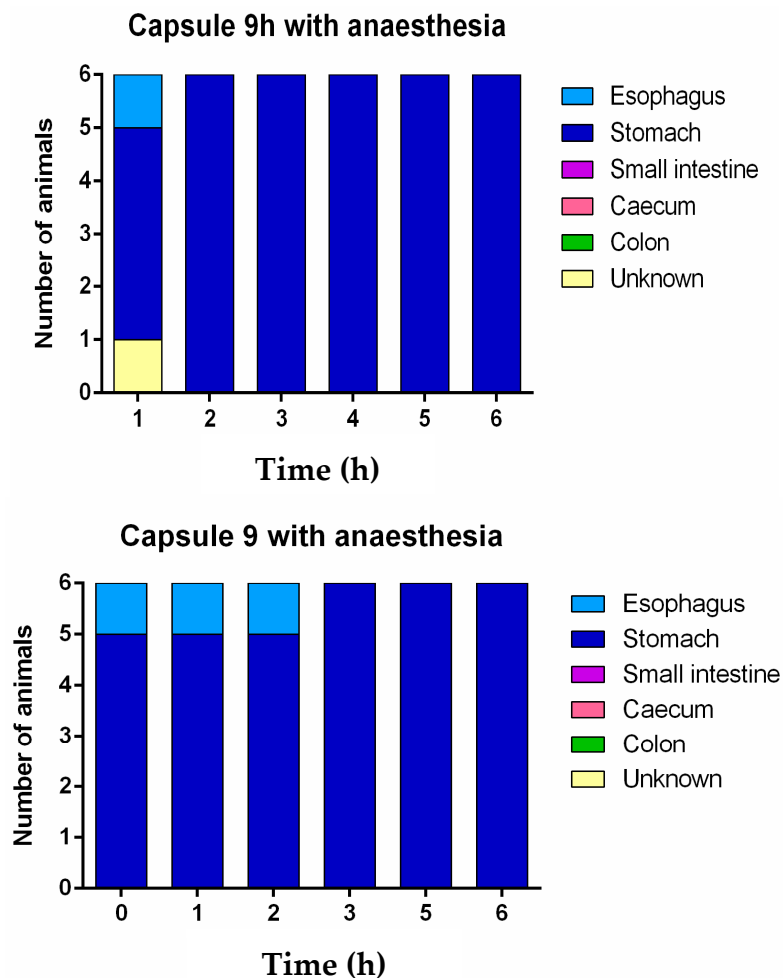 Capsule 9h with anaesthesia
Number of animals
6
5
4
3
2
1
0
1 2 3 4 5 6
Time (h)
Esophagus
Stomach
Small intestine
Caecum
Colon
Unknown
Capsule 9 with anaesthesia
Number of animals
6
5
4
3
2
1
0
0 1 2 3 5 6
Time (h)
Esophagus
Stomach
Small intestine
Caecum
Colon
Unknown